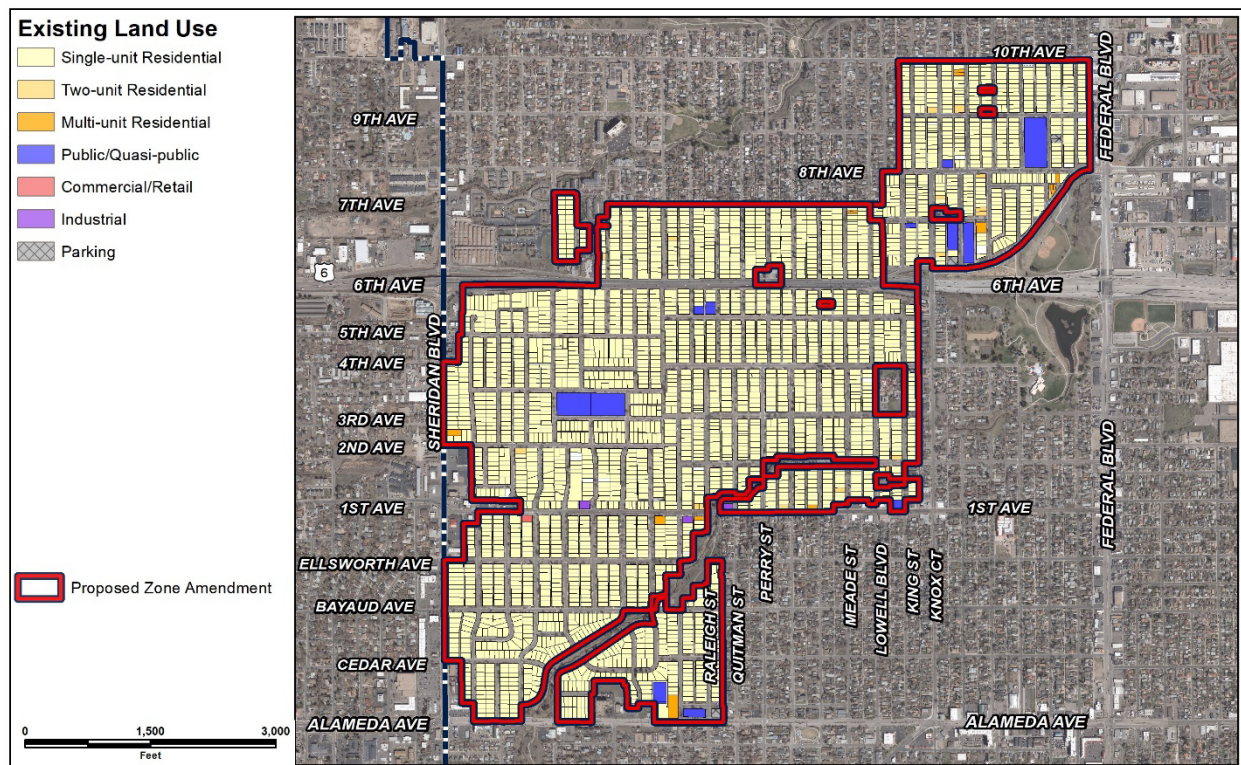 Existing Land Use
Single-unit Residential
Two-unit Residential
Multi-unit Residential
Public/Quasi-public
Commercial/Retail
Industrial
Parking
Proposed Zone Amendment
0 1,500 3,000
Feet
10TH AVE
9TH AVE
8TH AVE
7TH AVE
6
6TH AVE
6TH AVE
5TH AVE
4TH AVE
3RD AVE
2ND AVE
1ST AVE
1ST AVE
ELLSWORTH AVE
BAYAUD AVE
CEDAR AVE
ALAMEDA AVE
ALAMEDA AVE
SHERIDAN BLVD
RALEIGH ST
QUITMAN ST
PERRY ST
MEADE ST
LOWELL BLVD
KING ST
KNOX CT
FEDERAL BLVD
FEDERAL BLVD